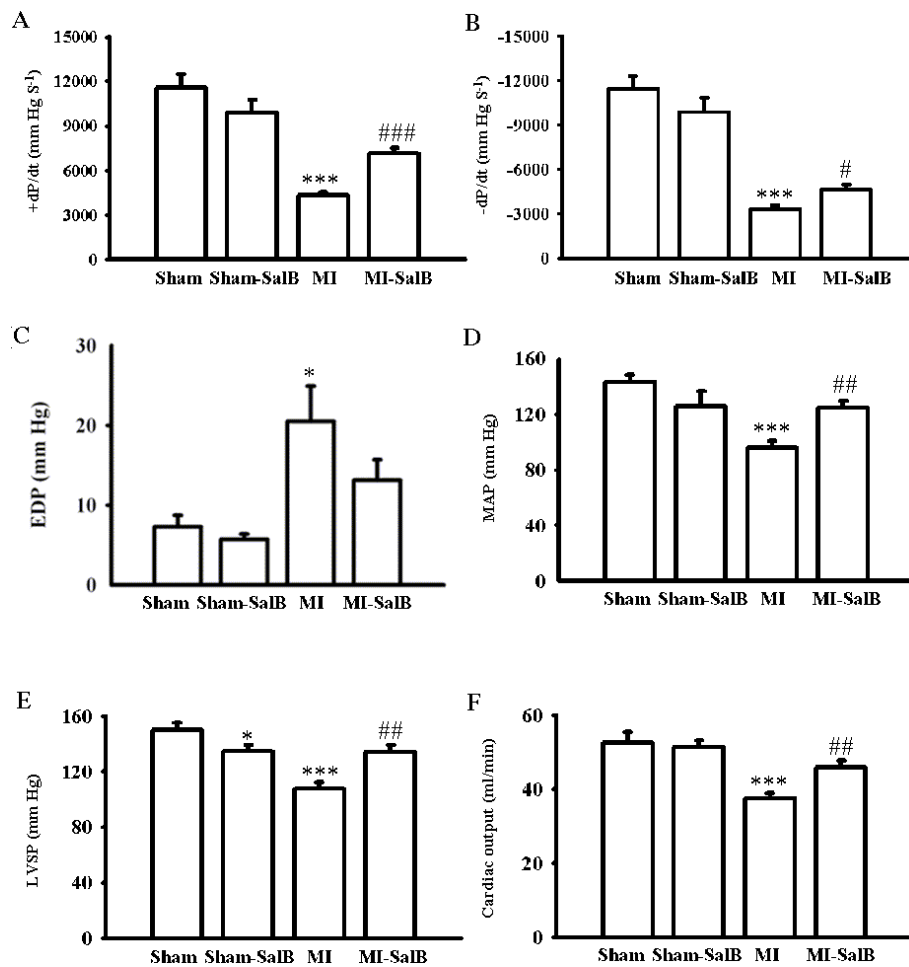 A
+dP/dt (mm Hg S-1)
15000
12000
9000
6000
3000
0
***
###
Sham Sham-SalB MI MI-SalB
B
-dP/dt (mm Hg S-1)
-15000
-12000
-9000
-6000
-3000
0
***
#
Sham Sham-SalB MI MI-SalB
C
EDP (mm Hg)
30
20
10
0
*
Sham Sham-SalB MI MI-SalB
D
MAP (mm Hg)
160
120
80
40
0
***
##
Sham Sham-SalB MI MI-SalB
E
LVSP (mm Hg)
160
120
80
40
0
*
***
##
Sham Sham-SalB MI MI-SalB
F
Cardiac output (ml/min)
60
40
20
0
***
##
Sham Sham-SalB MI MI-SalB